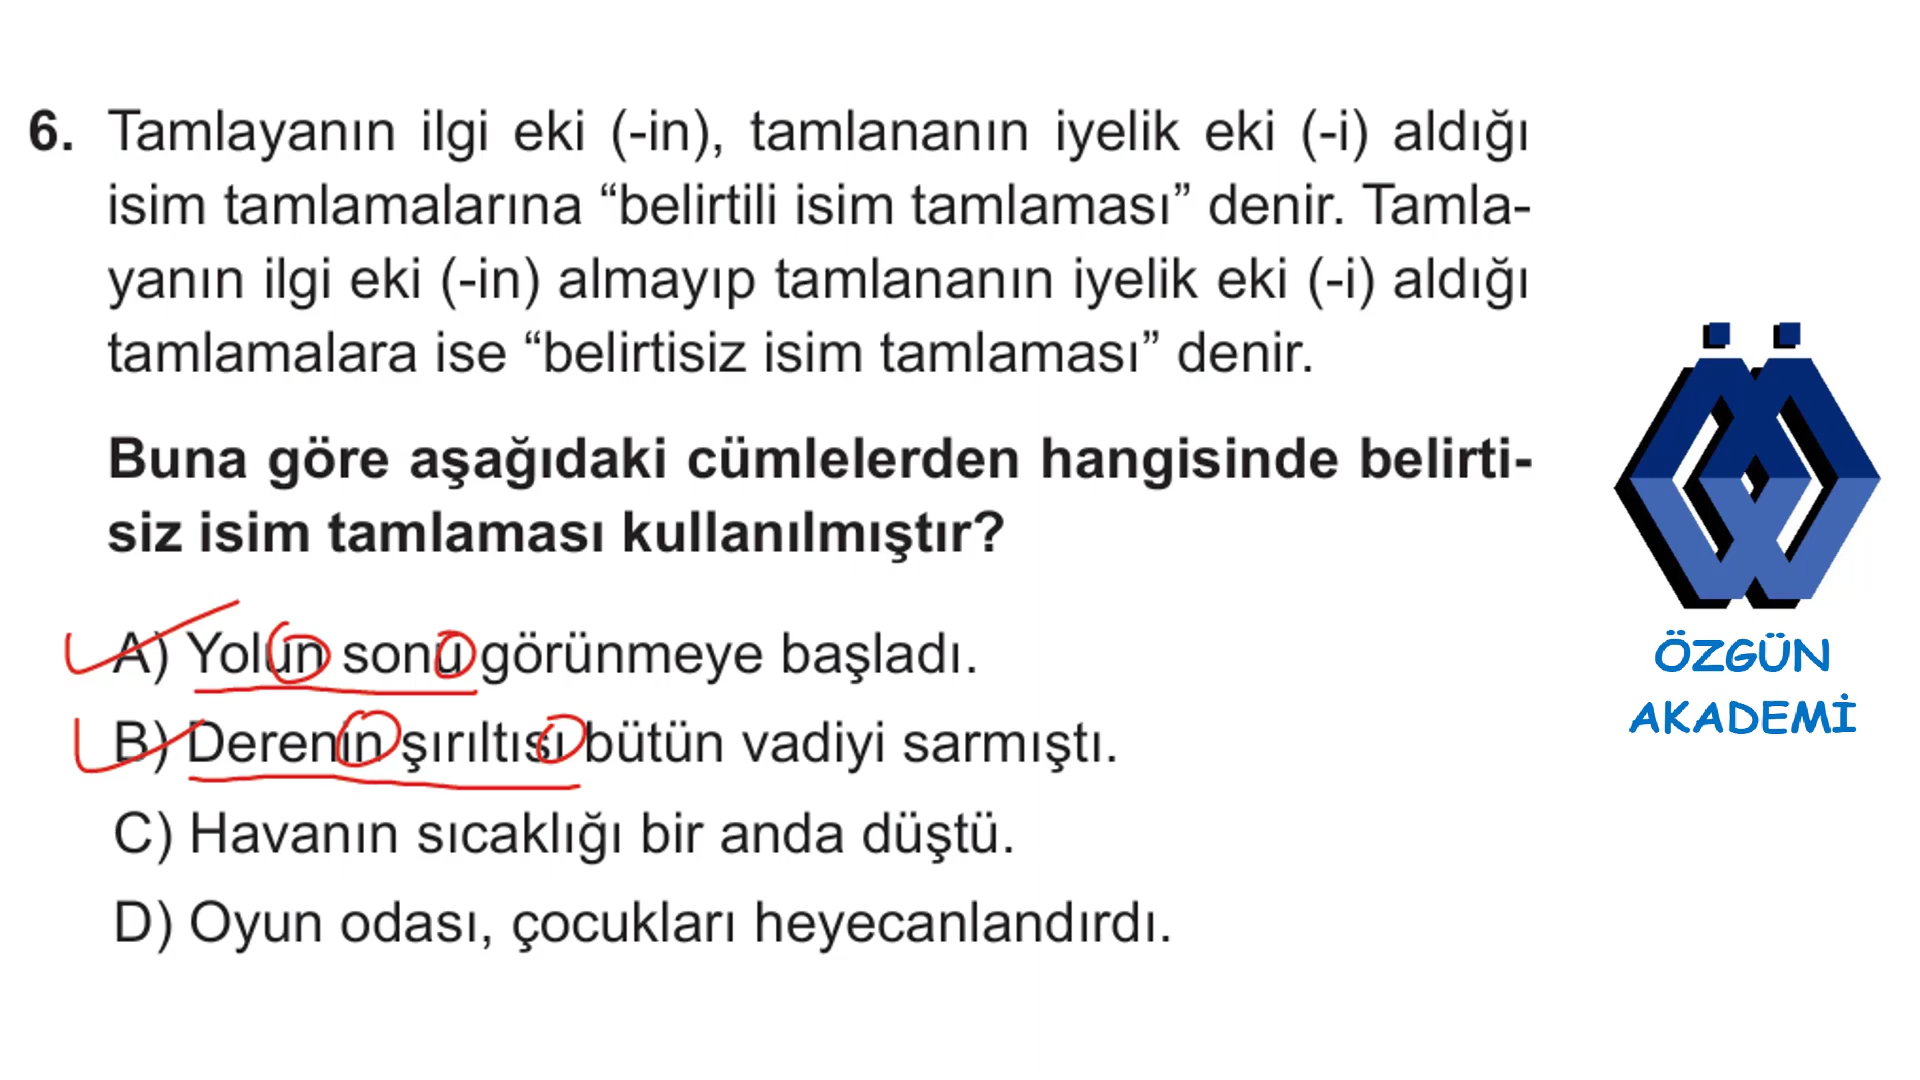 6. Tamlayanın ilgi eki (-in), tamlananın iyelik eki (-i) aldığı
isim tamlamalarına “belirtili isim tamlaması” denir. Tamla-
yanın ilgi eki (-in) almayıp tamlananın iyelik eki (-i) aldığı
tamlamalara ise “belirtisiz isim tamlaması” denir.
Buna göre aşağıdaki cümlelerden hangisinde belirti-
siz isim tamlaması kullanılmıştır?
A) Yolun sonu görünmeye başladı.
B) Derenin şırıltısı bütün vadiyi sarmıştı.
C) Havanın sıcaklığı bir anda düştü.
D) Oyun odası, çocukları heyecanlandırdı.
ÖZGÜN
AKADEMİ